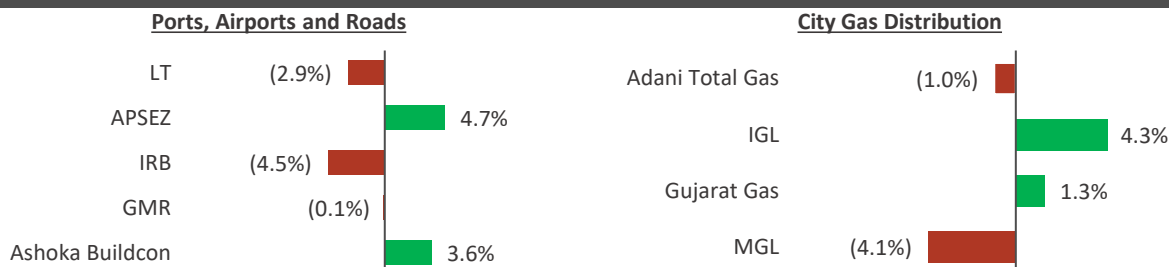 Ports, Airports and Roads
LT (2.9%)
APSEZ 4.7%
IRB (4.5%)
GMR (0.1%)
Ashoka Buildcon 3.6%
City Gas Distribution
Adani Total Gas (1.0%)
IGL 4.3%
Gujarat Gas 1.3%
MGL (4.1%)